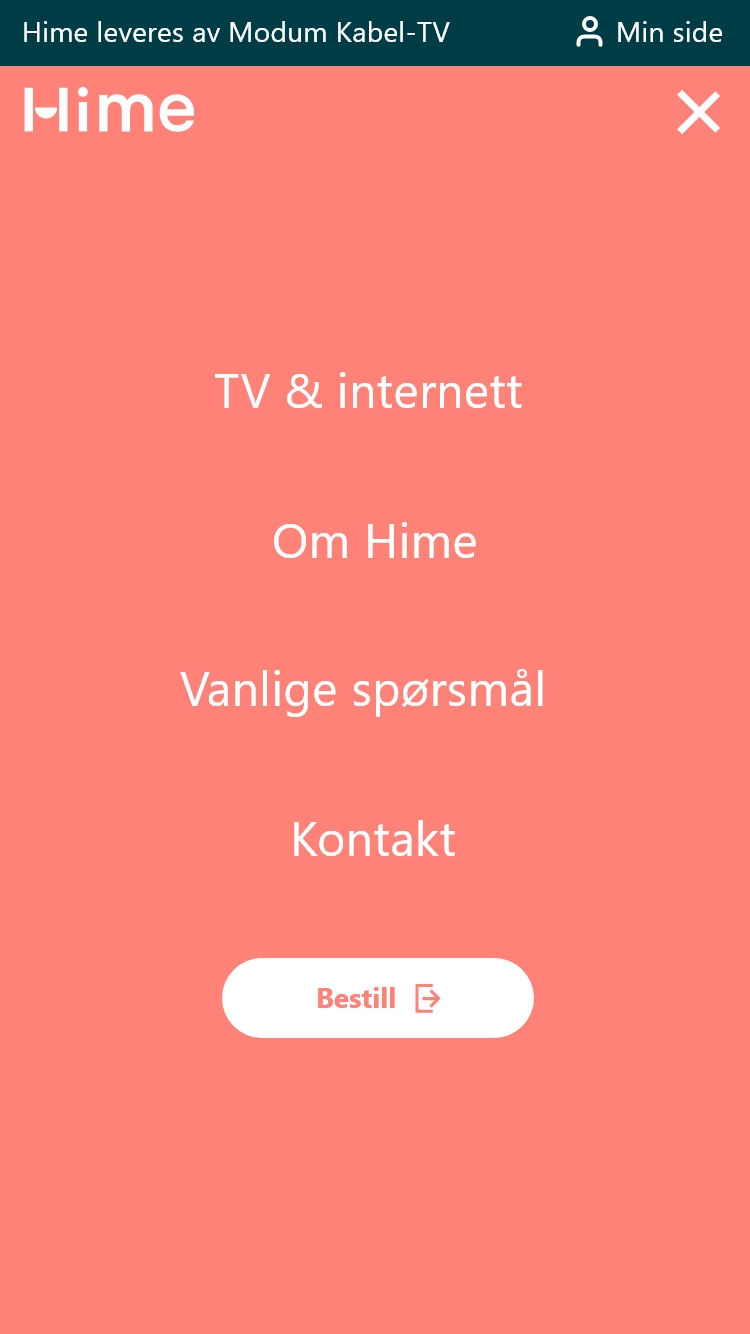 Hime leveres av Modum Kabel-TV
Min side
Hime
TV & internett
Om Hime
Vanlige spørsmål
Kontakt
Bestill